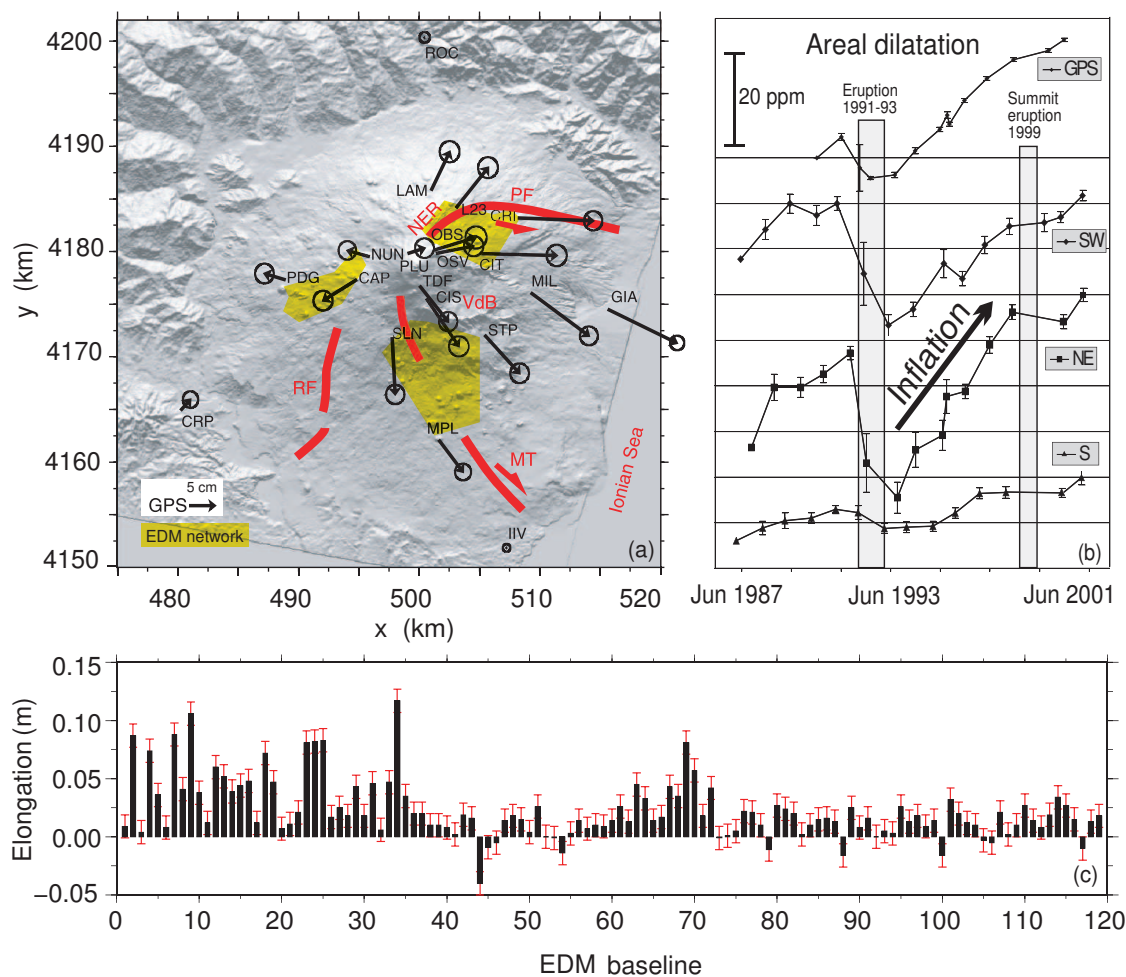 4200
4190
4180
4170
4160
4150
y (km)
480
490
500
510
520
x (km)
ROC
LAM
L23
PF
NER
CRI
OBS
NUN
PLU
OSV
CIT
PDG
CAP
TDF
CIS
VdB
MIL
GIA
SLN
STP
RF
CRP
MPL
MT
Ionian Sea
5 cm
GPS
EDM network
IIV
(a)
Areal dilatation
20 ppm
GPS
Eruption
1991-93
Summit
eruption
1999
SW
Inflation
NE
S
(b)
Jun 1987
Jun 1993
Jun 2001
0.15
0.10
0.05
0.00
−0.05
Elongation (m)
(c)
0 10 20 30 40 50 60 70 80 90 100 110 120
EDM baseline